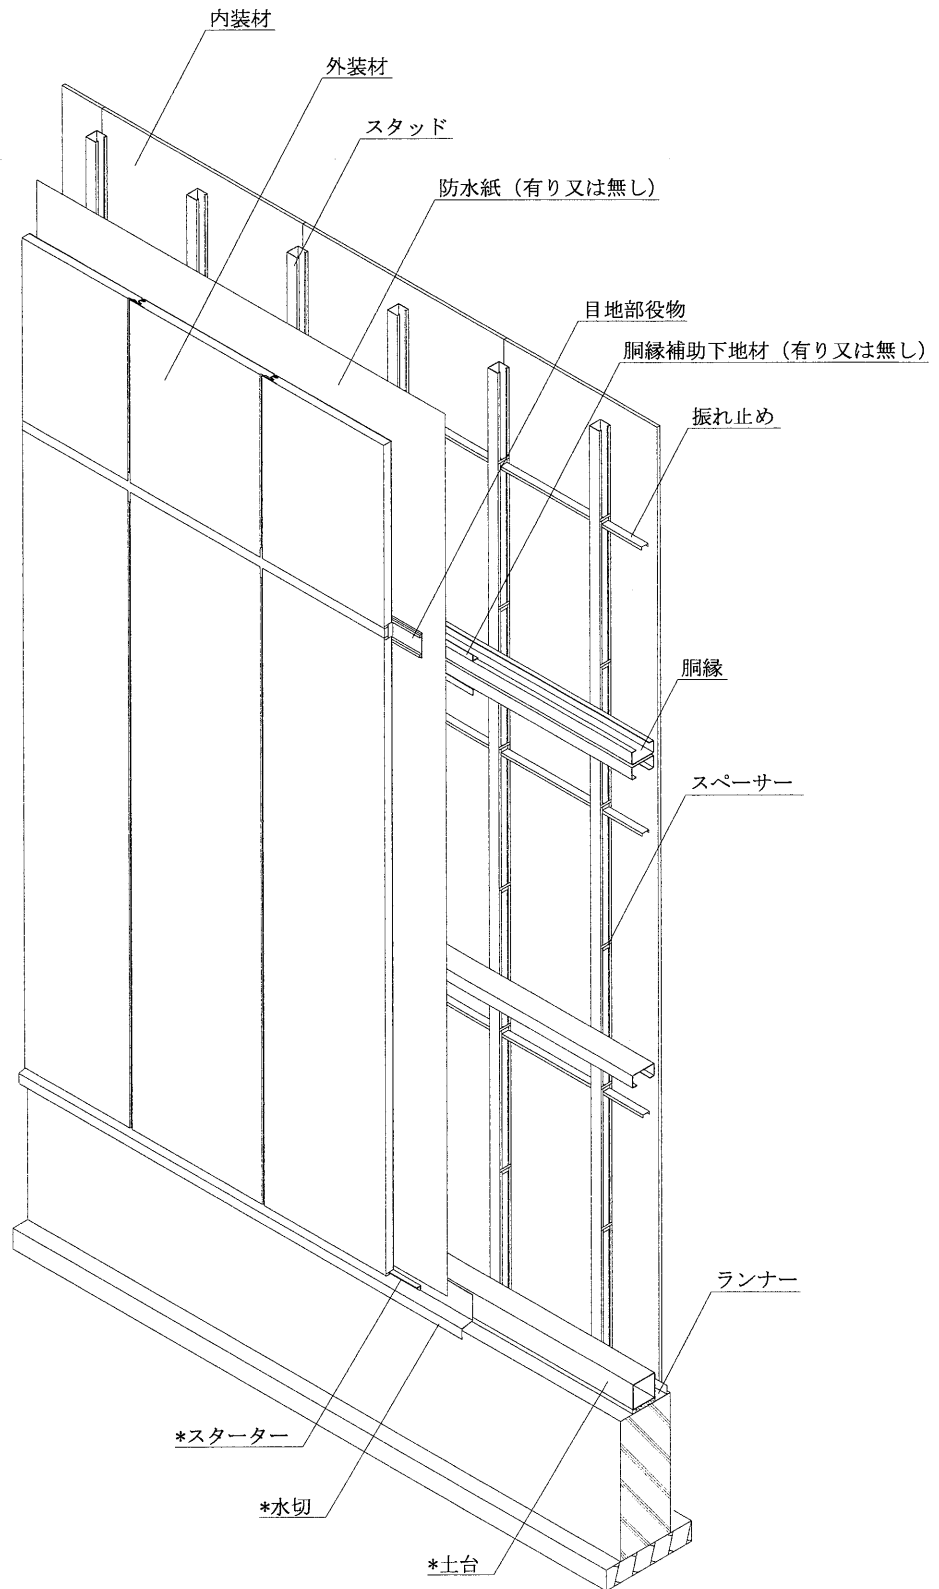 内装材
外装材
スタッド
防水紙（有り又は無し）
目地部役物
胴縁補助下地材（有り又は無し）
振れ止め
胴縁
スペーサー
ランナー
*スターター
*水切
*土台